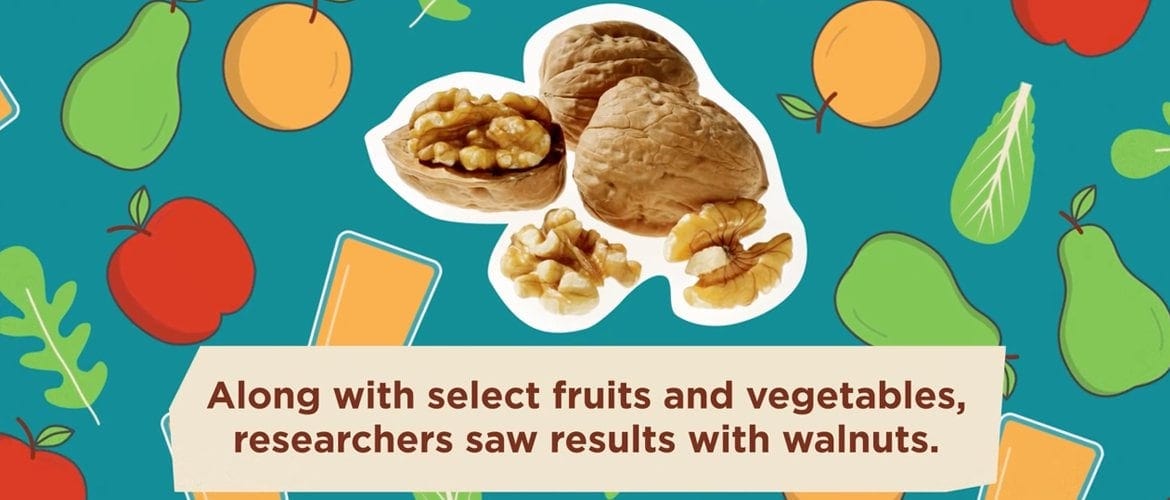 Along with select fruits and vegetables,
researchers saw results with walnuts.